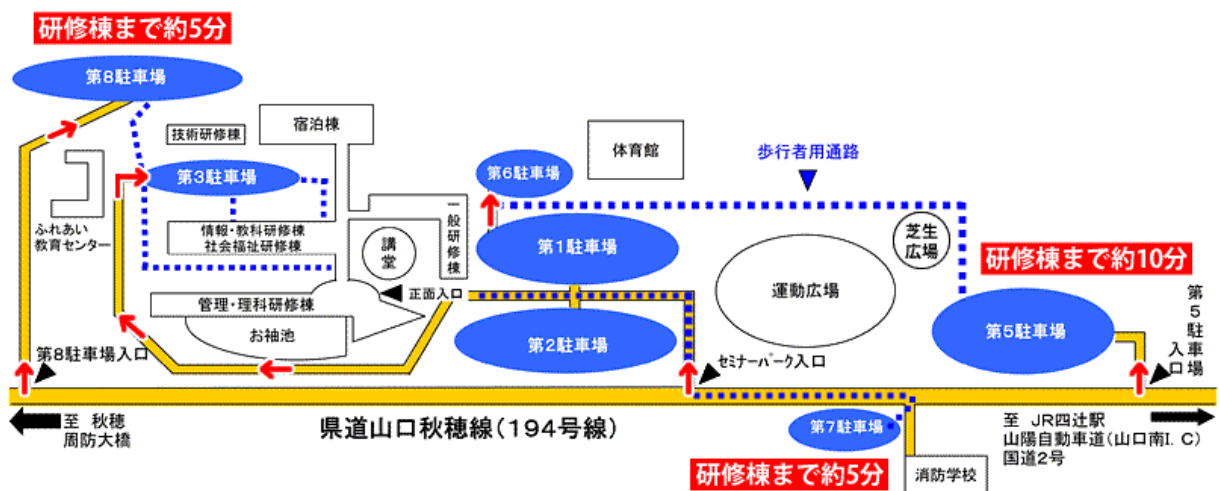 研修棟まで約5分
第8駐車場
技術研修棟
宿泊棟
体育館
歩行者用通路
第3駐車場
第6駐車場
ふれあい
教育センター
情報・教科研修棟
社会福祉研修棟
講堂
一般研修棟
第1駐車場
芝生
広場
研修棟まで約10分
運動広場
管理・理科研修棟
正面入口
お袖池
第2駐車場
第5駐車場
第5駐車場
入口
第8駐車場入口
セミナーパーク入口
至 秋穂
周防大橋
県道山口秋穂線(194号線)
第7駐車場
研修棟まで約5分
消防学校
至 JR四辻駅
山陽自動車道(山口南I.C)
国道2号